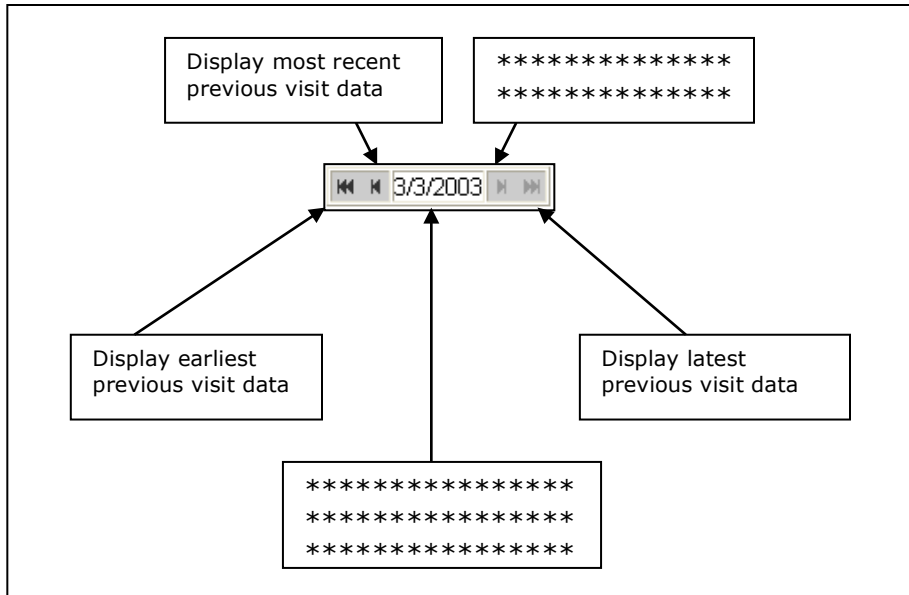 Display most recent
previous visit data
**************
**************
3/3/2003
Display earliest
previous visit data
Display latest
previous visit data
****************
****************
****************